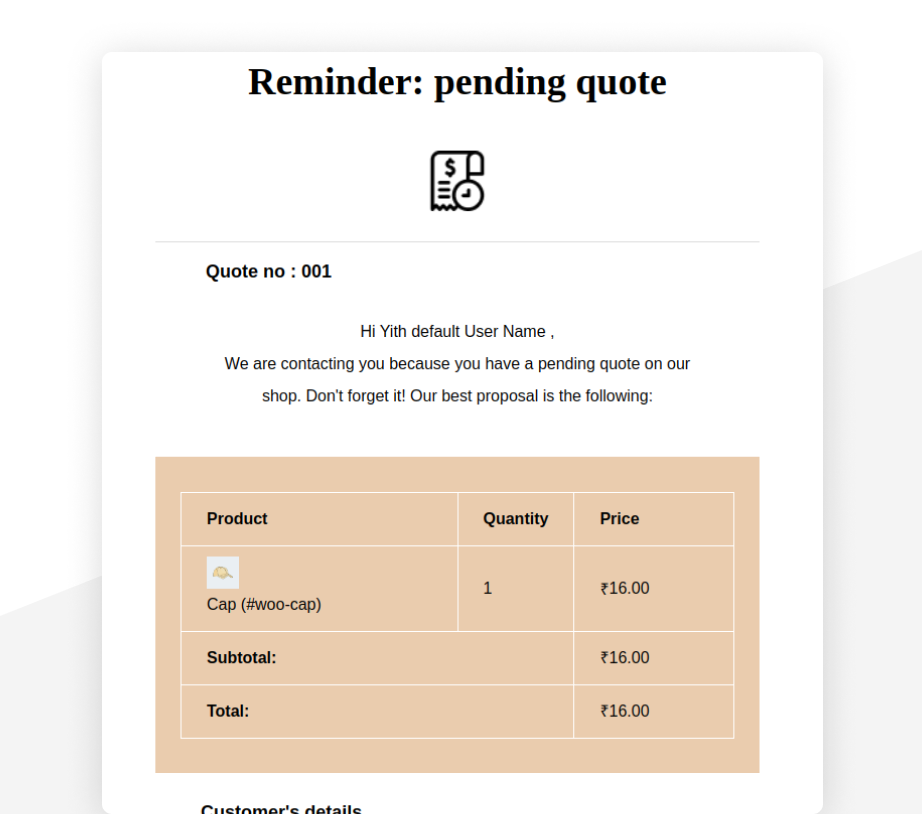 Reminder: pending quote
$
Quote no : 001
Hi Yith default User Name ,
We are contacting you because you have a pending quote on our
shop. Don't forget it! Our best proposal is the following:
Product Quantity Price
Cap (#woo-cap) 1 ₹16.00
Subtotal: ₹16.00
Total: ₹16.00
Customer's details